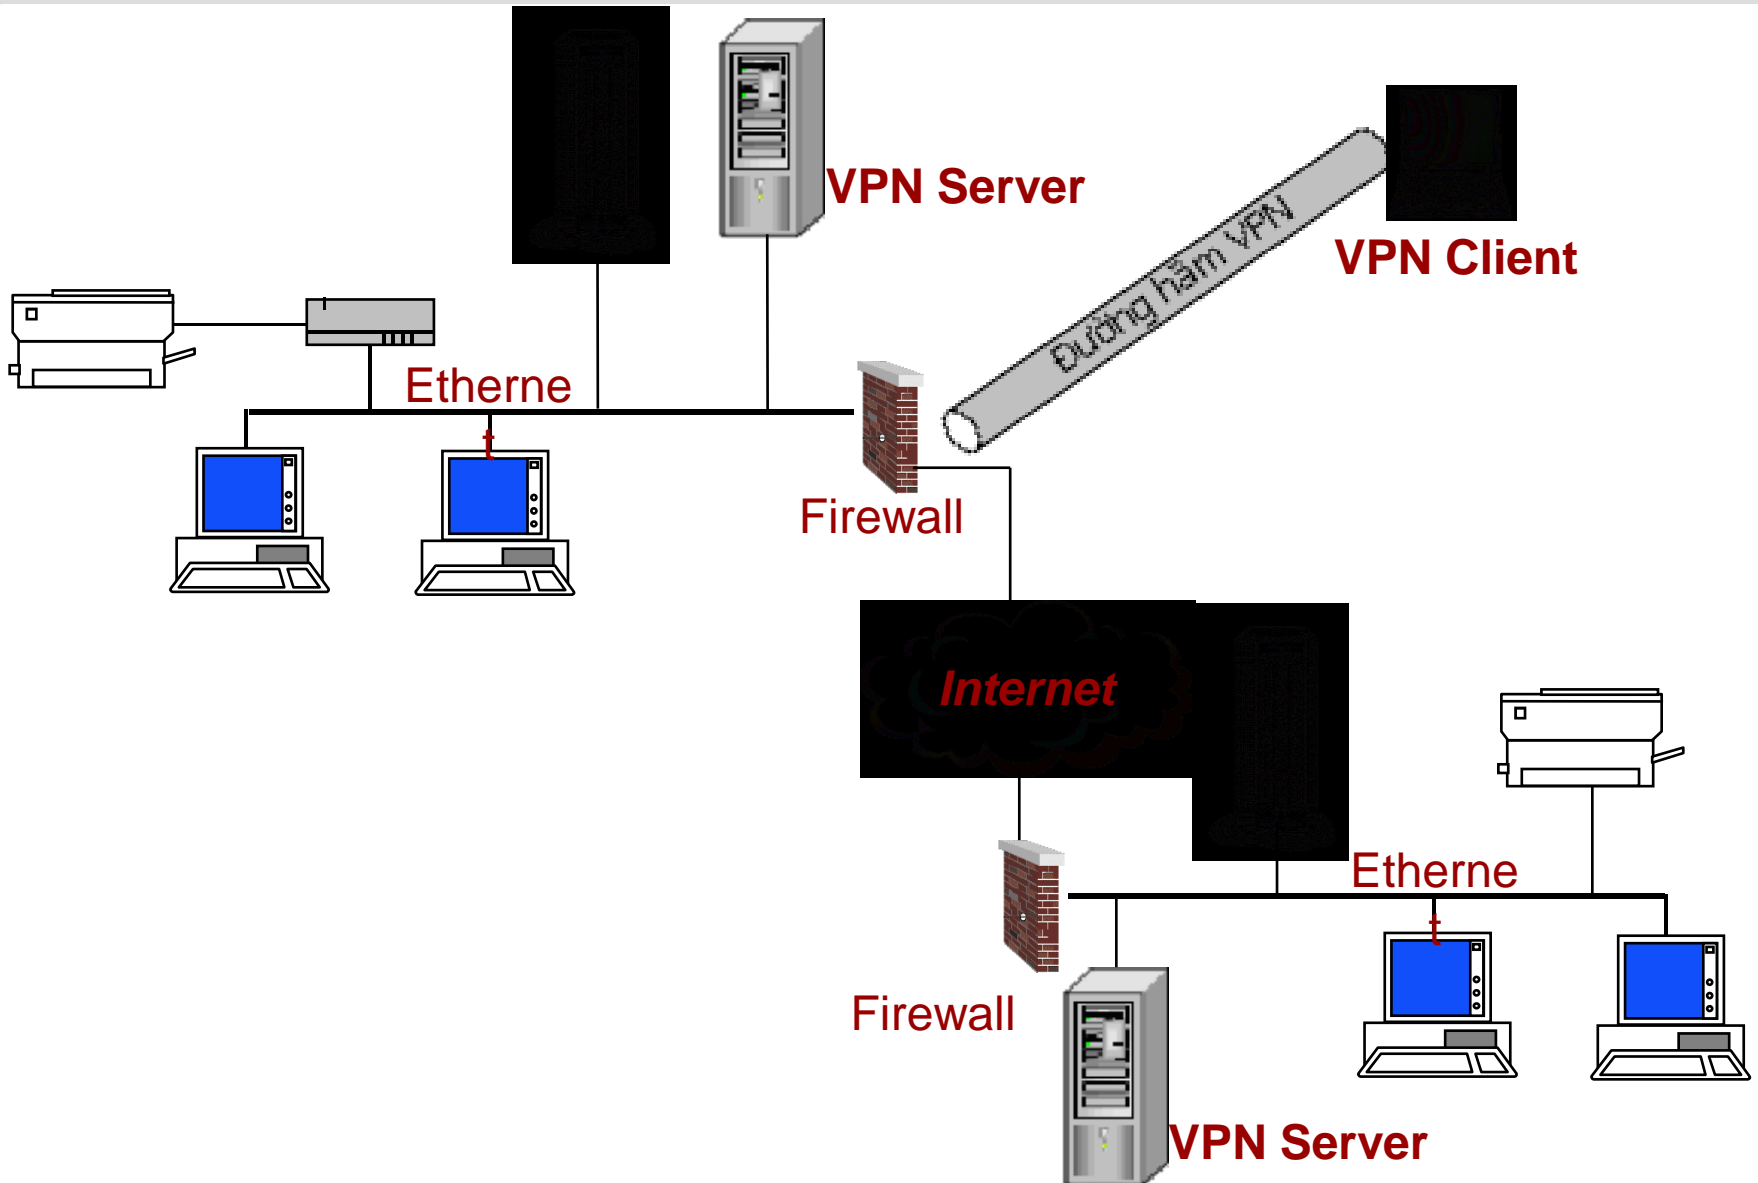 VPN Server
Đường hầm VPN
VPN Client
Etherne
t
Firewall
Internet
Etherne
t
Firewall
VPN Server